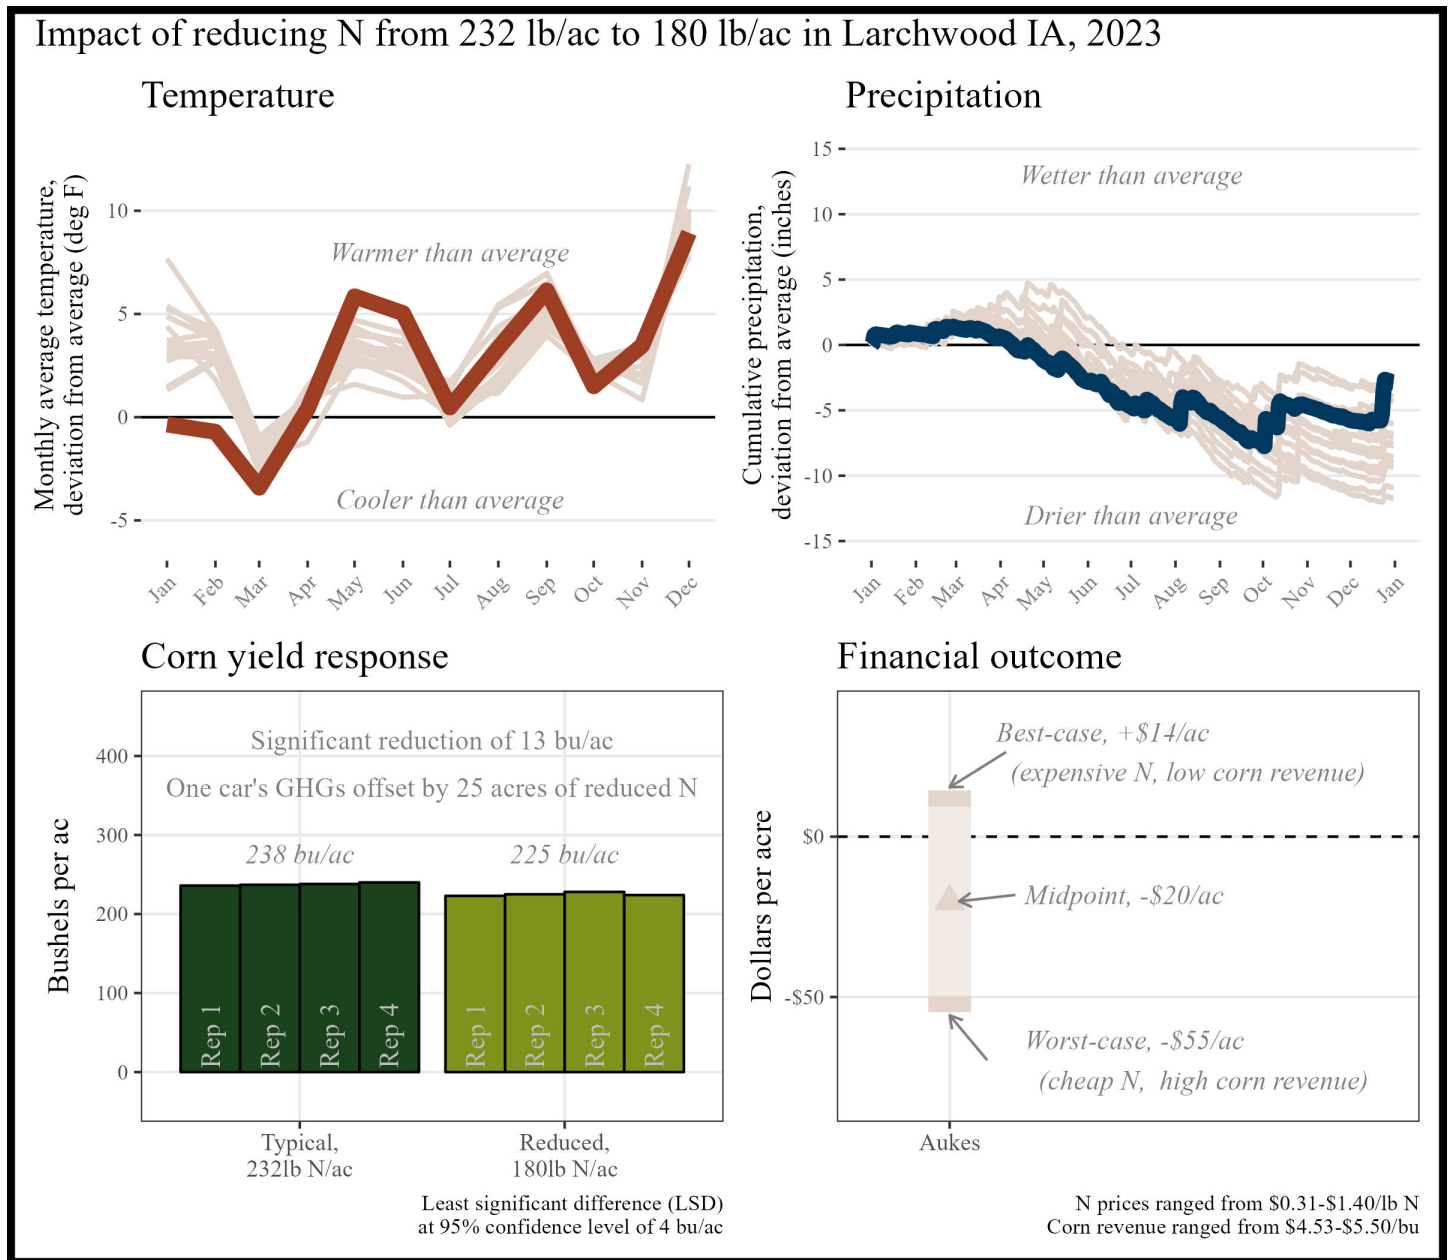 Impact of reducing N from 232 lb/ac to 180 lb/ac in Larchwood IA, 2023
Temperature
Monthly average temperature,
deviation from average (deg F)
10
5
0
-5
Warmer than average
Cooler than average
Jan
Feb
Mar
Apr
May
Jun
Jul
Aug
Sep
Oct
Nov
Dec
Precipitation
Cumulative precipitation,
deviation from average (inches)
15
10
5
0
-5
-10
-15
Wetter than average
Drier than average
Jan
Feb
Mar
Apr
May
Jun
Jul
Aug
Sep
Oct
Nov
Dec
Jan
Corn yield response
Bushels per ac
400
300
200
100
0
Significant reduction of 13 bu/ac
One car's GHGs offset by 25 acres of reduced N
238 bu/ac
225 bu/ac
Rep 1
Rep 2
Rep 3
Rep 4
Rep 1
Rep 2
Rep 3
Rep 4
Typical,
232lb N/ac
Reduced,
180lb N/ac
Least significant difference (LSD)
at 95% confidence level of 4 bu/ac
Financial outcome
Dollars per acre
$0
-$50
Best-case, +$14/ac
(expensive N, low corn revenue)
Midpoint, -$20/ac
Worst-case, -$55/ac
(cheap N,  high corn revenue)
Aukes
N prices ranged from $0.31-$1.40/lb N
Corn revenue ranged from $4.53-$5.50/bu